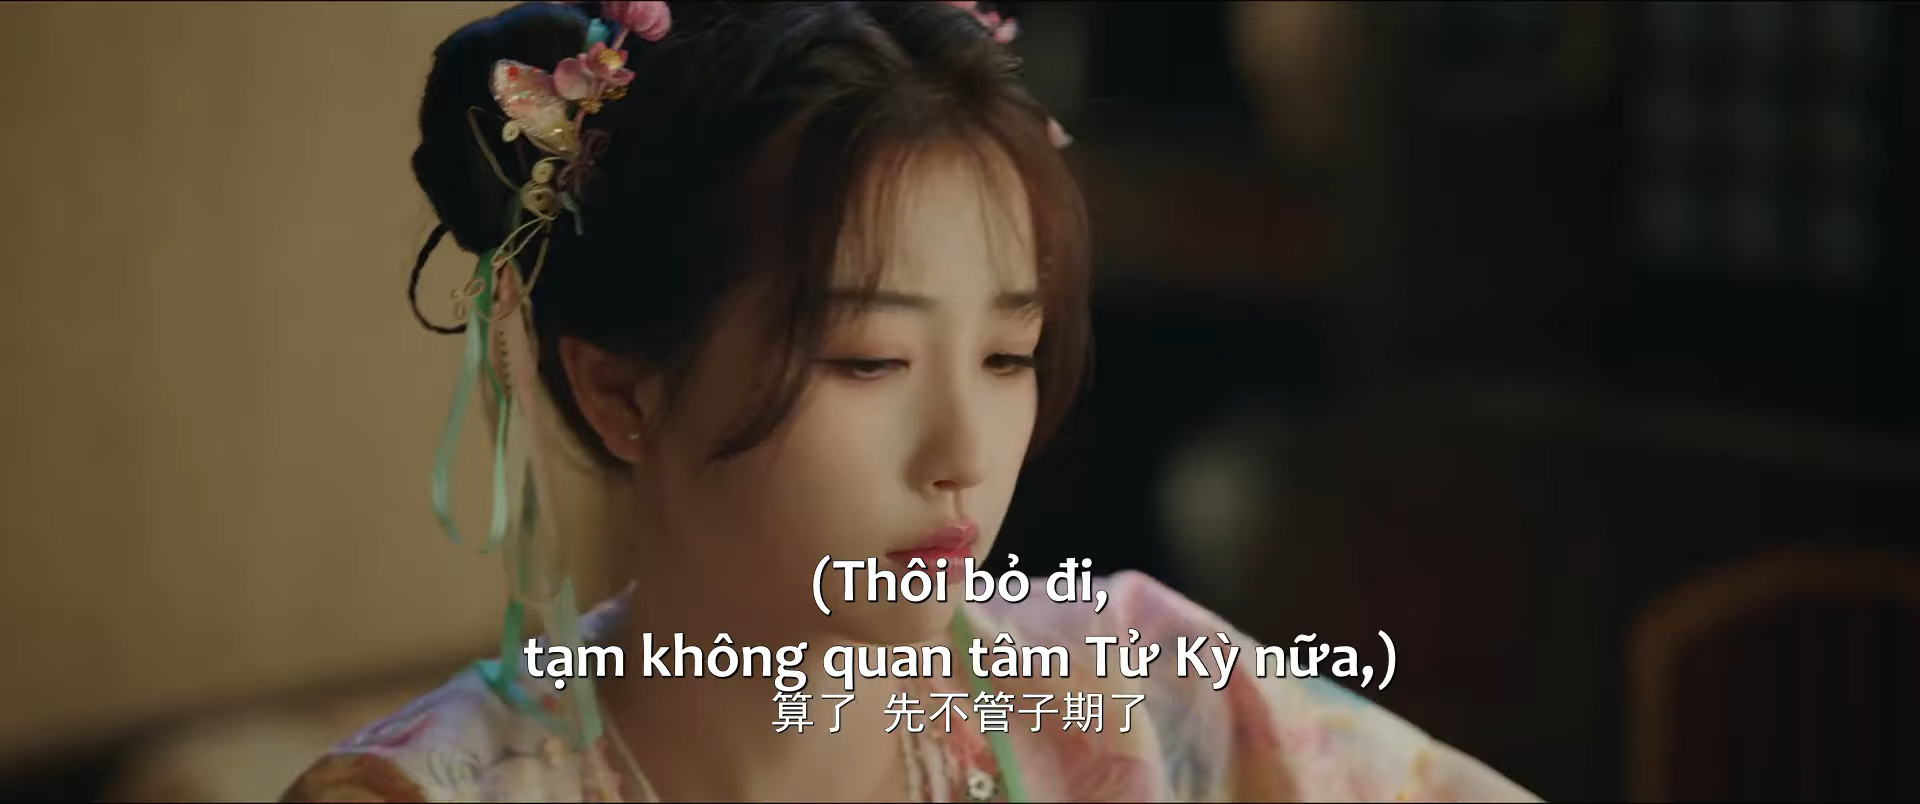 (Thôi bỏ đi,
tạm không quan tâm Tử Kỳ nữa,)
算了 先不管子期了